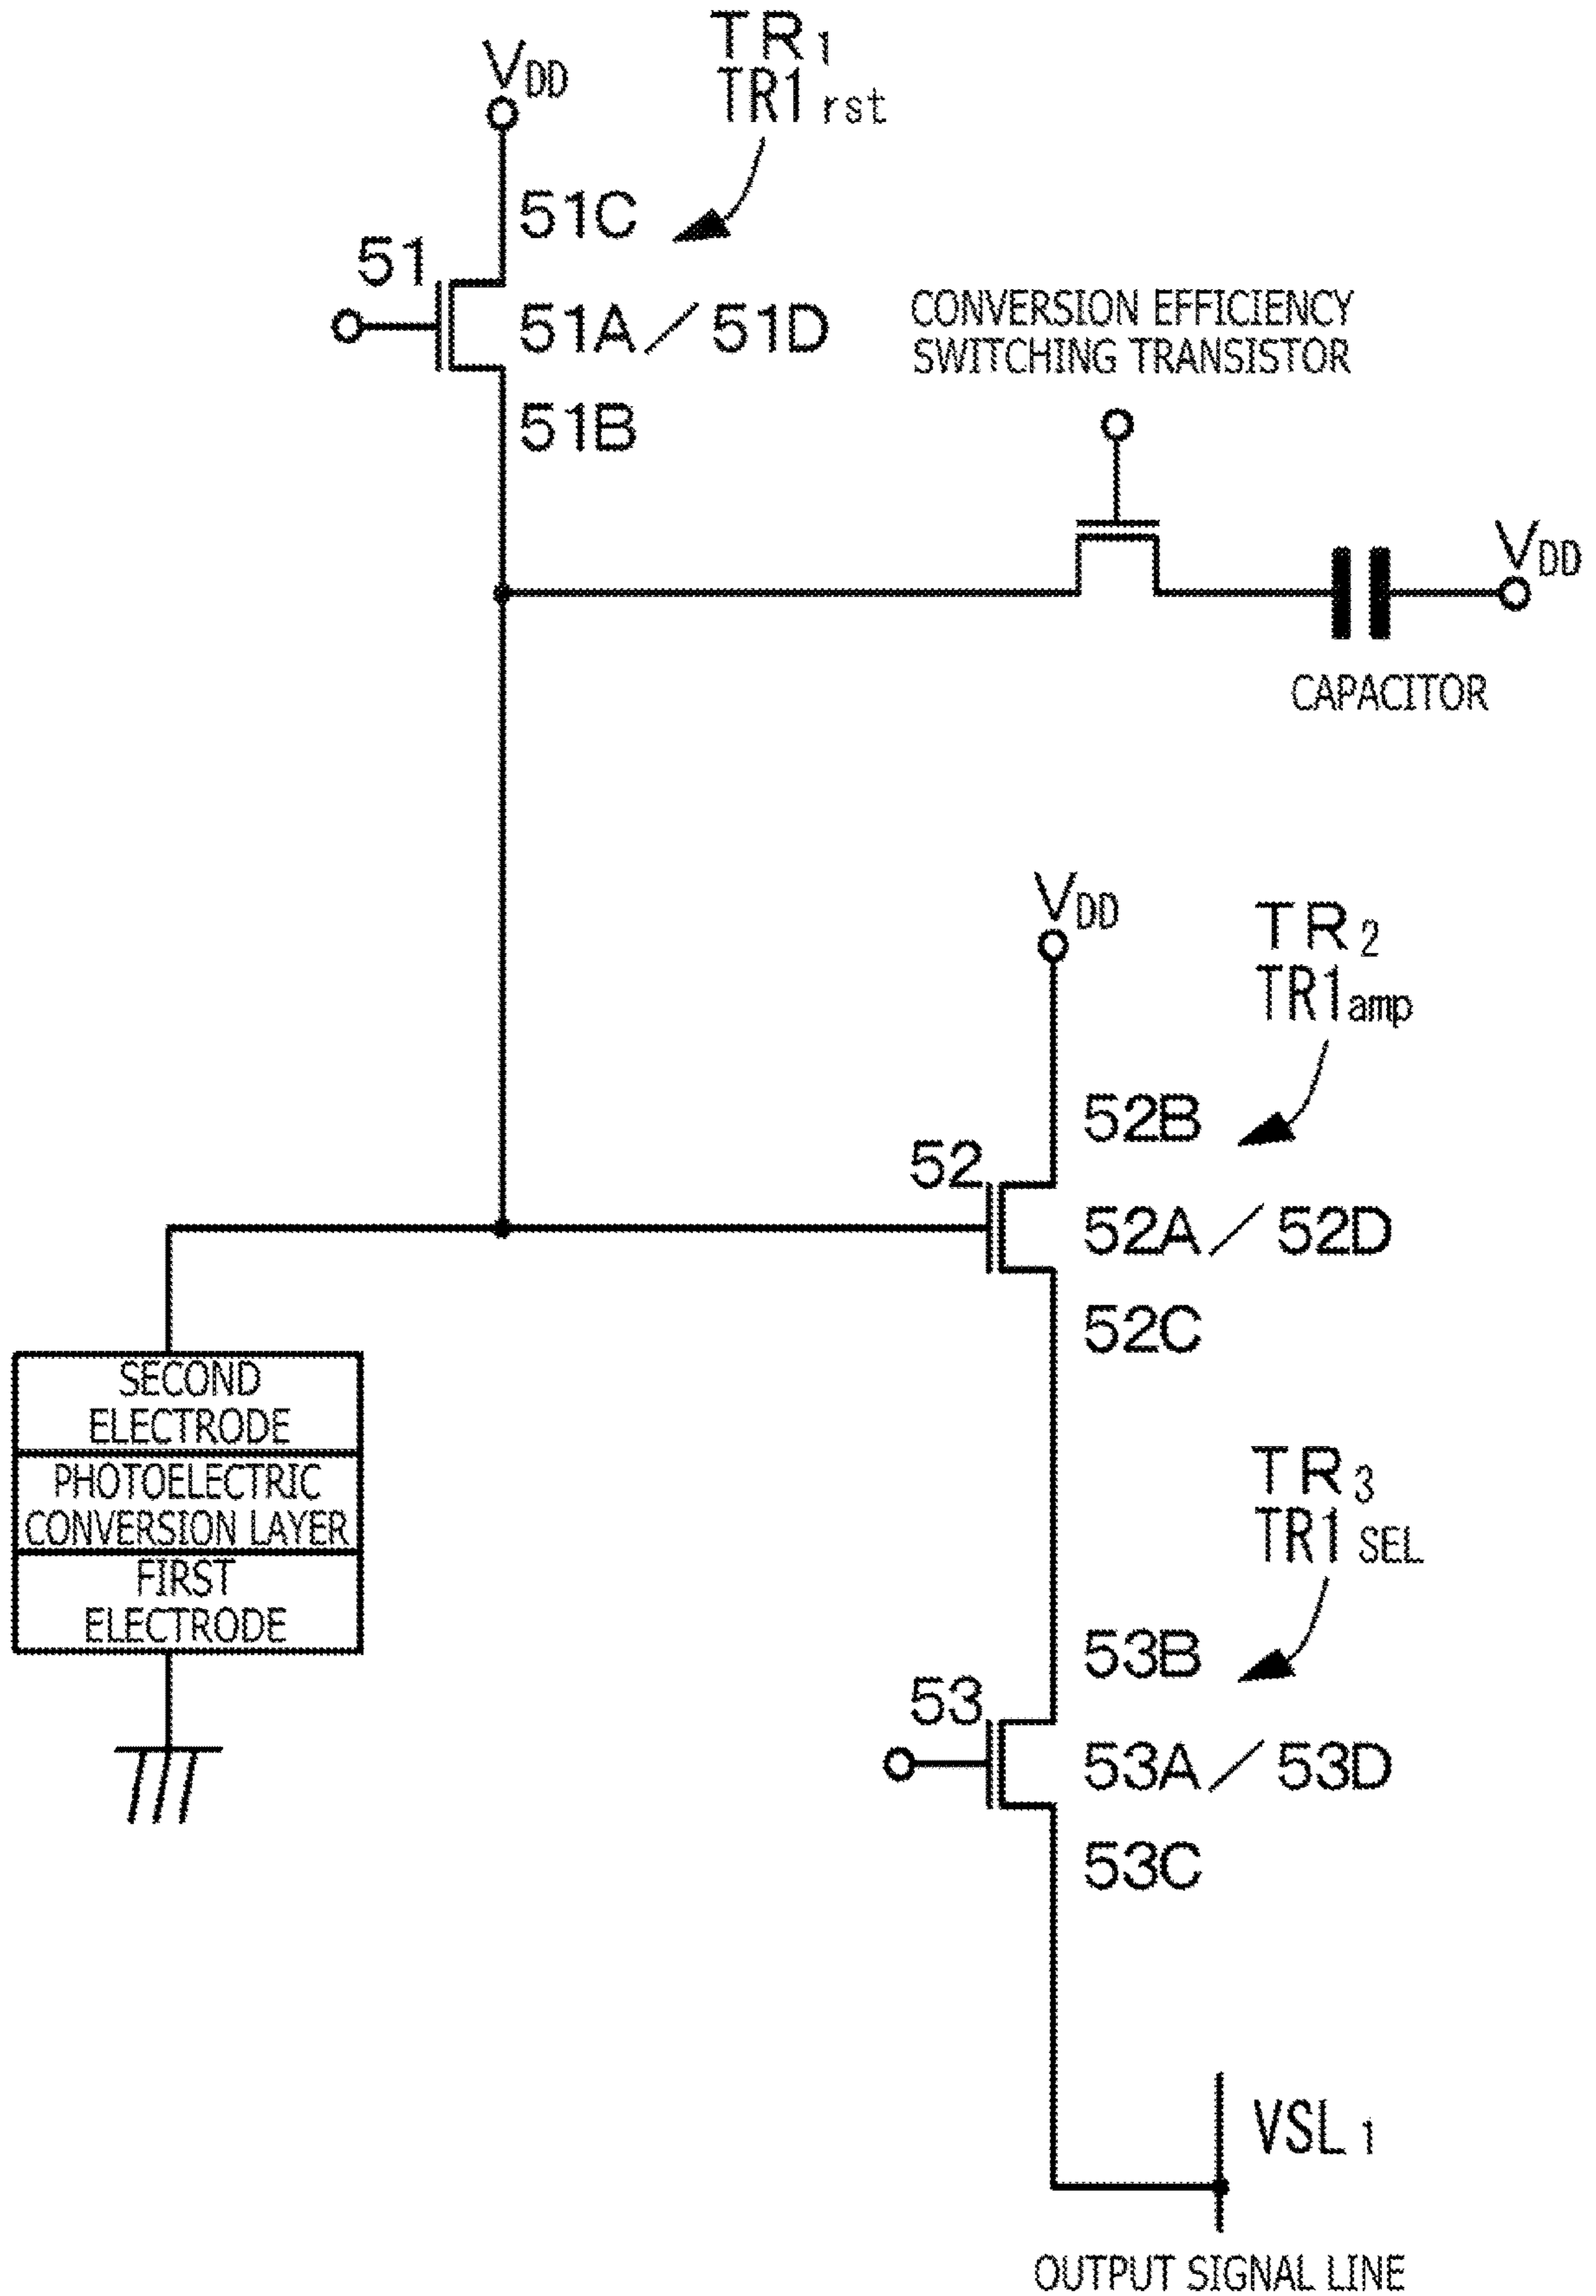 VDD
TR1
TR1rst
51C
51
51A／51D
51B
CONVERSION EFFICIENCY
SWITCHING TRANSISTOR
VDD
CAPACITOR
VDD
TR2
TR1amp
52B
52
52A／52D
52C
SECOND
ELECTRODE
PHOTOELECTRIC
CONVERSION LAYER
FIRST
ELECTRODE
TR3
TR1SEL
53B
53
53A／53D
53C
VSL1
OUTPUT SIGNAL LINE